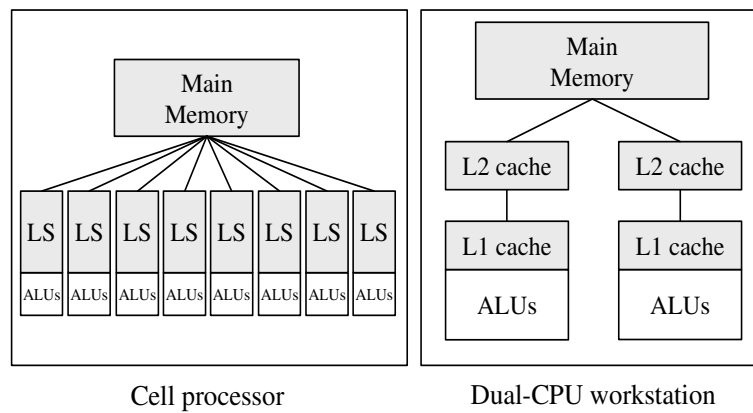 Main
Memory
LS LS LS LS LS LS LS LS
ALUs ALUs ALUs ALUs ALUs ALUs ALUs ALUs
Cell processor
Main
Memory
L2 cache L2 cache
L1 cache L1 cache
ALUs ALUs
Dual-CPU workstation